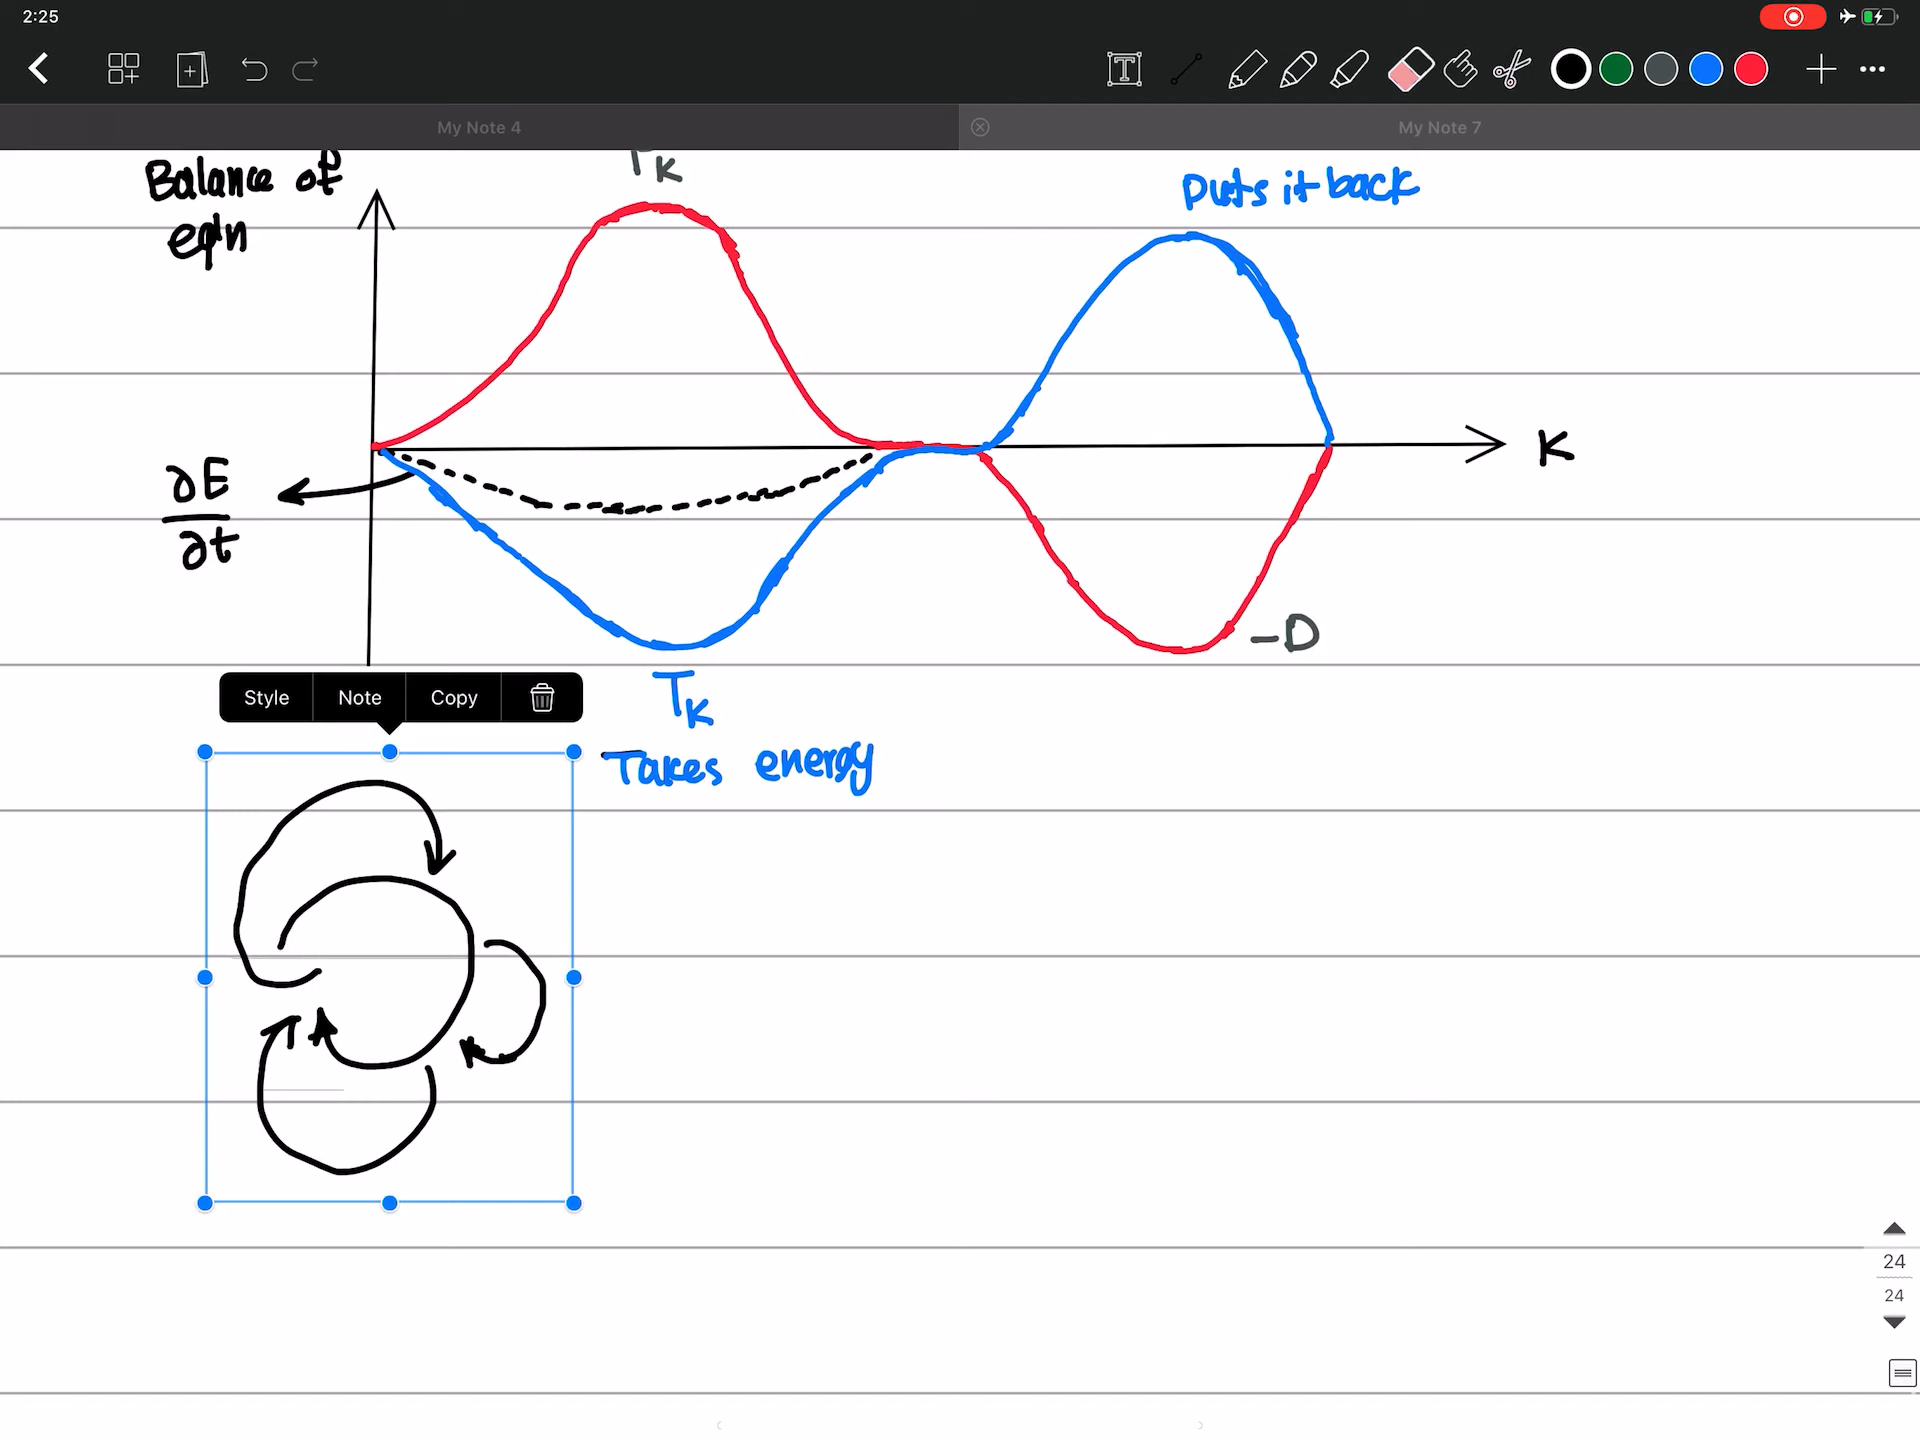 2:25
My Note 4
My Note 7
Balance of
eqn
PK
puts it back
K
∂E
∂t
-D
Style Note Copy
TK
Takes energy
24
24